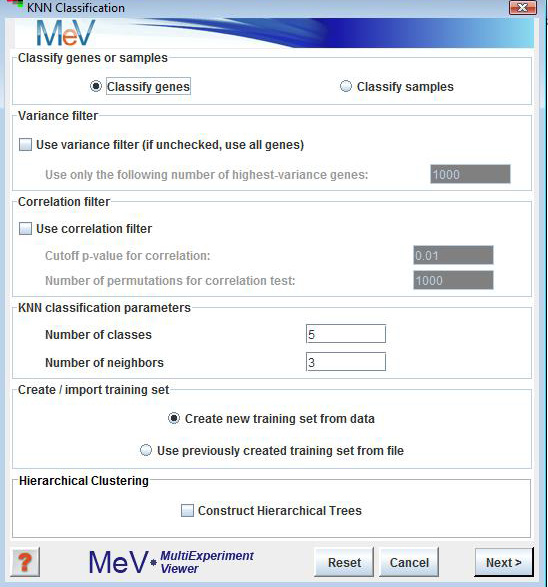 KNN Classification
MeV
Classify genes or samples
Classify genes
Classify samples
Variance filter
Use variance filter (if unchecked, use all genes)
Use only the following number of highest-variance genes:
1000
Correlation filter
Use correlation filter
Cutoff p-value for correlation:
0.01
Number of permutations for correlation test:
1000
KNN classification parameters
Number of classes
5
Number of neighbors
3
Create / import training set
Create new training set from data
Use previously created training set from file
Hierarchical Clustering
Construct Hierarchical Trees
?
MeV
MultiExperiment
Viewer
Reset
Cancel
Next >